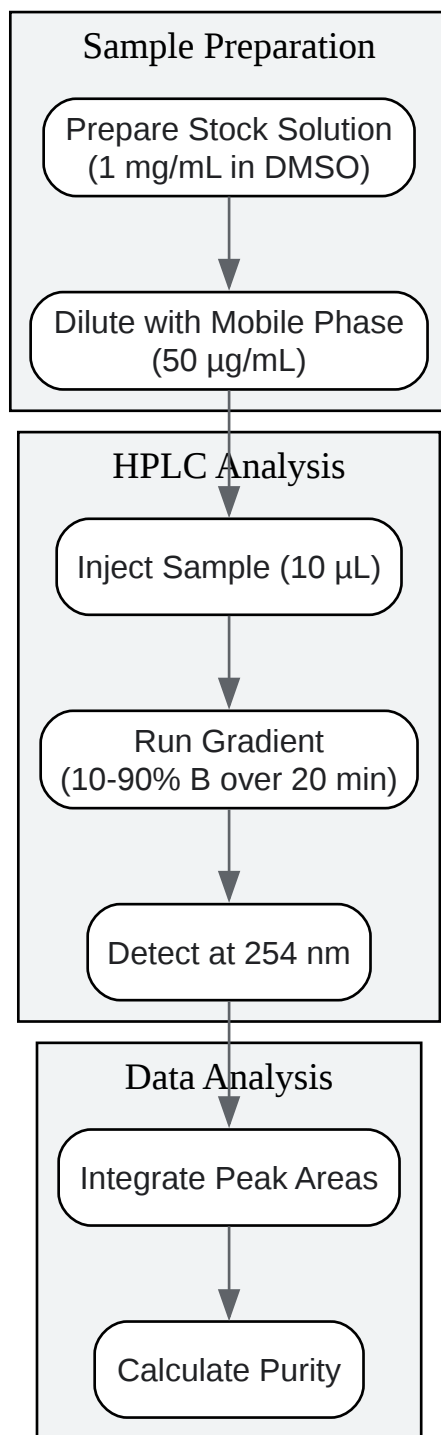 Sample Preparation
Prepare Stock Solution
(1 mg/mL in DMSO)
Dilute with Mobile Phase
(50 µg/mL)
HPLC Analysis
Inject Sample (10 µL)
Run Gradient
(10-90% B over 20 min)
Detect at 254 nm
Data Analysis
Integrate Peak Areas
Calculate Purity